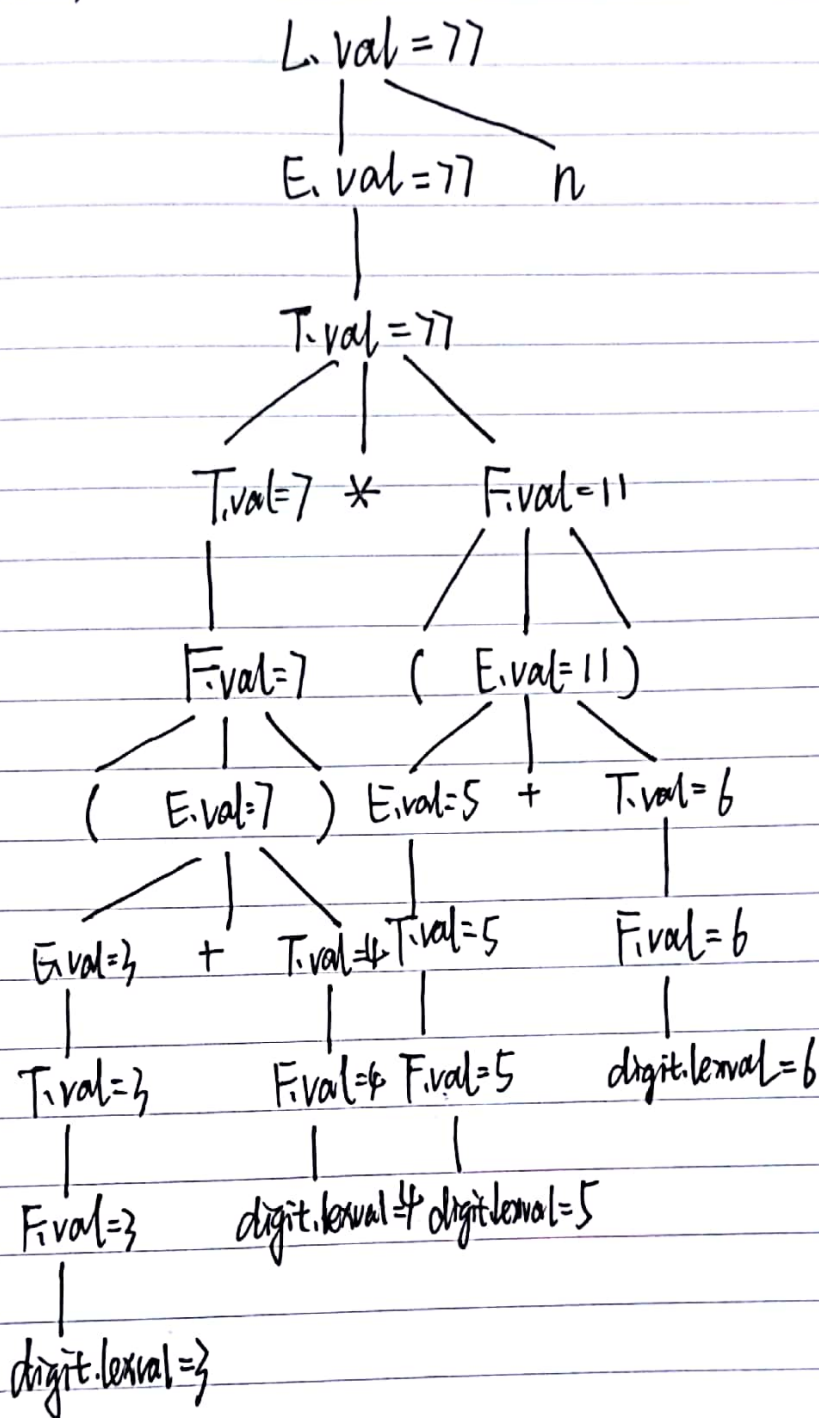 L.val=77
E.val=77 n
T.val=77
T.val=7 * F.val=11
F.val=7 ( E.val=11 )
( E.val=7 ) E.val=5 + T.val=6
E.val=3 + T.val=4 T.val=5 F.val=6
T.val=3 F.val=4 F.val=5 digit.lexval=6
F.val=3 digit.lexval=4 digit.lexval=5
digit.lexval=3